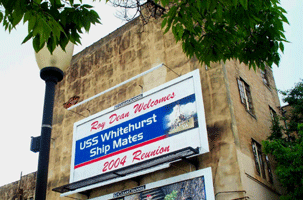 Roy Dean Welcomes
USS Whitehurst
Ship Mates
2004 Reunion